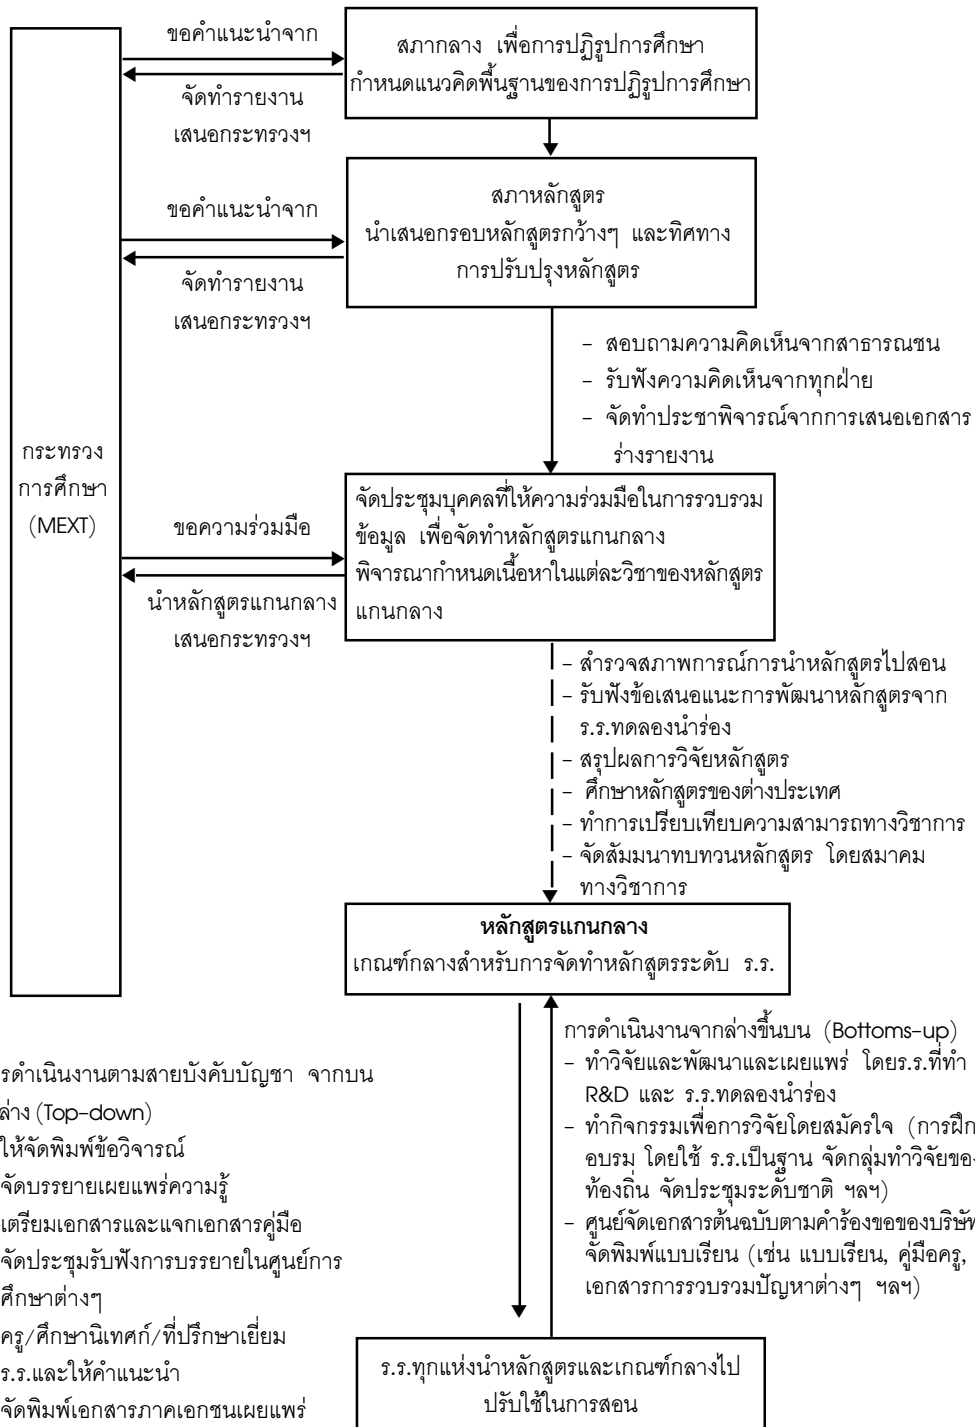 ขอคำแนะนำจาก
จัดทำรายงาน
เสนอกระทรวงฯ
สภากลาง เพื่อการปฏิรูปการศึกษา
กำหนดแนวคิดพื้นฐานของการปฏิรูปการศึกษา
ขอคำแนะนำจาก
จัดทำรายงาน
เสนอกระทรวงฯ
สภาหลักสูตร
นำเสนอกรอบหลักสูตรกว้างๆ และทิศทาง
การปรับปรุงหลักสูตร
- สอบถามความคิดเห็นจากสาธารณชน
- รับฟังความคิดเห็นจากทุกฝ่าย
- จัดทำประชาพิจารณ์จากการเสนอเอกสาร
ร่างรายงาน
กระทรวง
การศึกษา
(MEXT)
ขอความร่วมมือ
นำหลักสูตรแกนกลาง
เสนอกระทรวงฯ
จัดประชุมบุคคลที่ให้ความร่วมมือในการรวบรวม
ข้อมูล เพื่อจัดทำหลักสูตรแกนกลาง
พิจารณากำหนดเนื้อหาในแต่ละวิชาของหลักสูตร
แกนกลาง
- สำรวจสภาพการณ์การนำหลักสูตรไปสอน
- รับฟังข้อเสนอแนะการพัฒนาหลักสูตรจาก
ร.ร.ทดลองนำร่อง
- สรุปผลการวิจัยหลักสูตร
- ศึกษาหลักสูตรของต่างประเทศ
- ทำการเปรียบเทียบความสามารถทางวิชาการ
- จัดสัมมนาทบทวนหลักสูตร โดยสมาคม
ทางวิชาการ
หลักสูตรแกนกลาง
เกณฑ์กลางสำหรับการจัดทำหลักสูตรระดับ ร.ร.
รดำเนินงานตามสายบังคับบัญชา จากบน
ล่าง (Top-down)
ให้จัดพิมพ์ข้อวิจารณ์
จัดบรรยายเผยแพร่ความรู้
เตรียมเอกสารและแจกเอกสารคู่มือ
จัดประชุมรับฟังการบรรยายในศูนย์การ
ศึกษาต่างๆ
ครู/ศึกษานิเทศก์/ที่ปรึกษาเยี่ยม
ร.ร.และให้คำแนะนำ
จัดพิมพ์เอกสารภาคเอกชนเผยแพร่
การดำเนินงานจากล่างขึ้นบน (Bottoms-up)
- ทำวิจัยและพัฒนาและเผยแพร่ โดยร.ร.ที่ทำ
R&D และ ร.ร.ทดลองนำร่อง
- ทำกิจกรรมเพื่อการวิจัยโดยสมัครใจ (การฝึก
อบรม โดยใช้ ร.ร.เป็นฐาน จัดกลุ่มทำวิจัยของ
ท้องถิ่น จัดประชุมระดับชาติ ฯลฯ)
- ศูนย์จัดเอกสารต้นฉบับตามคำร้องขอของบริษัท
จัดพิมพ์แบบเรียน (เช่น แบบเรียน, คู่มือครู,
เอกสารการรวบรวมปัญหาต่างๆ ฯลฯ)
ร.ร.ทุกแห่งนำหลักสูตรและเกณฑ์กลางไป
ปรับใช้ในการสอน